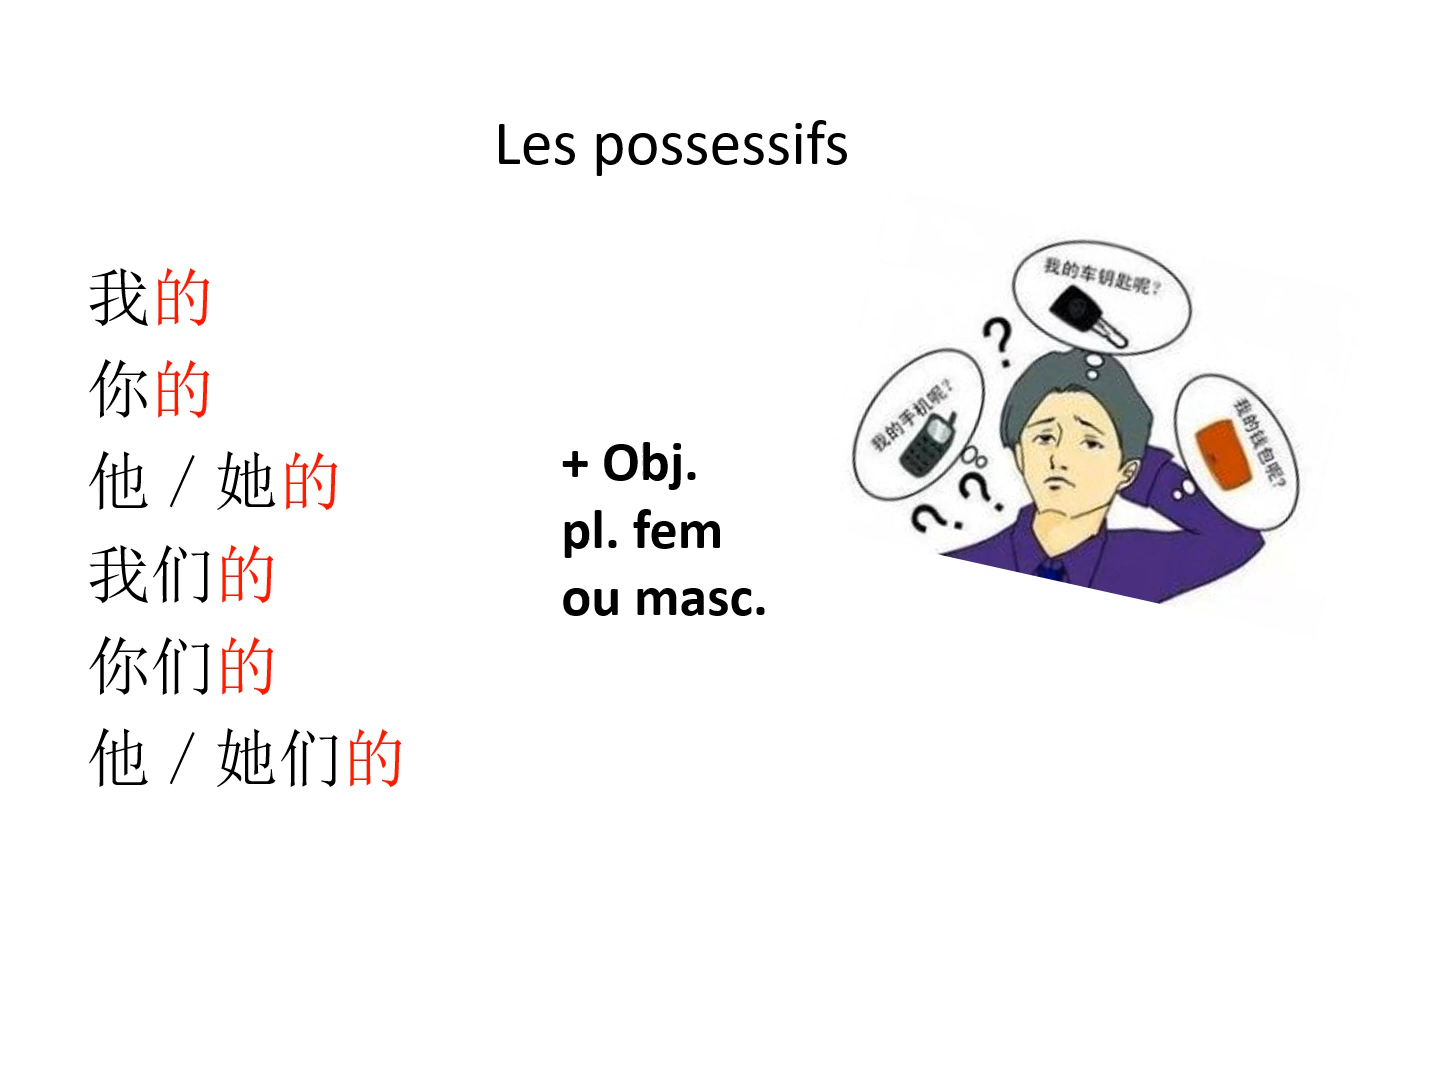 Les possessifs
我的
你的
他／她的
我们的
你们的
他／她们的
+ Obj.
pl. fem
ou masc.
我的车钥匙呢?
?
我的手机呢?
? ?
我的钱包呢?